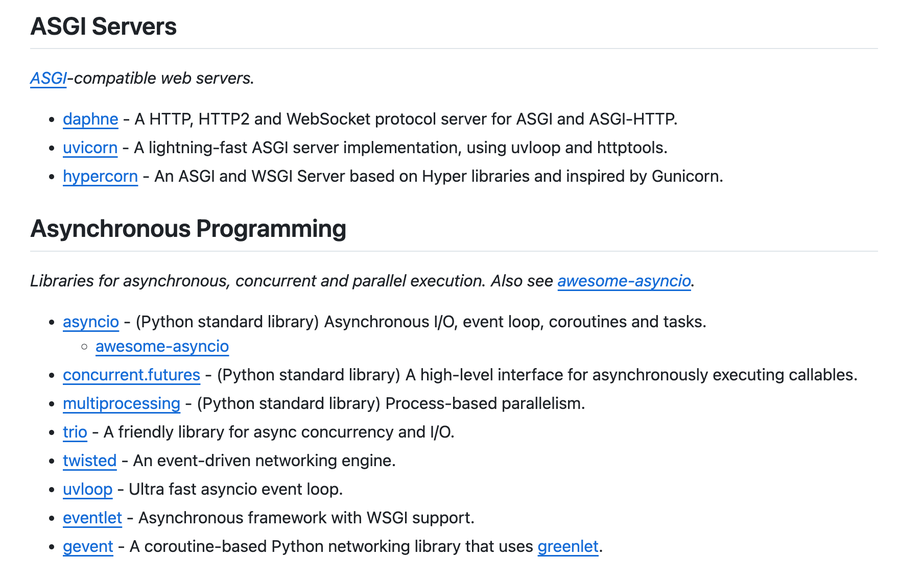 ASGI Servers
ASGI-compatible web servers.
• daphne - A HTTP, HTTP2 and WebSocket protocol server for ASGI and ASGI-HTTP.
• uvicorn - A lightning-fast ASGI server implementation, using uvloop and httptools.
• hypercorn - An ASGI and WSGI Server based on Hyper libraries and inspired by Gunicorn.
Asynchronous Programming
Libraries for asynchronous, concurrent and parallel execution. Also see awesome-asyncio.
• asyncio - (Python standard library) Asynchronous I/O, event loop, coroutines and tasks.
◦ awesome-asyncio
• concurrent.futures - (Python standard library) A high-level interface for asynchronously executing callables.
• multiprocessing - (Python standard library) Process-based parallelism.
• trio - A friendly library for async concurrency and I/O.
• twisted - An event-driven networking engine.
• uvloop - Ultra fast asyncio event loop.
• eventlet - Asynchronous framework with WSGI support.
• gevent - A coroutine-based Python networking library that uses greenlet.